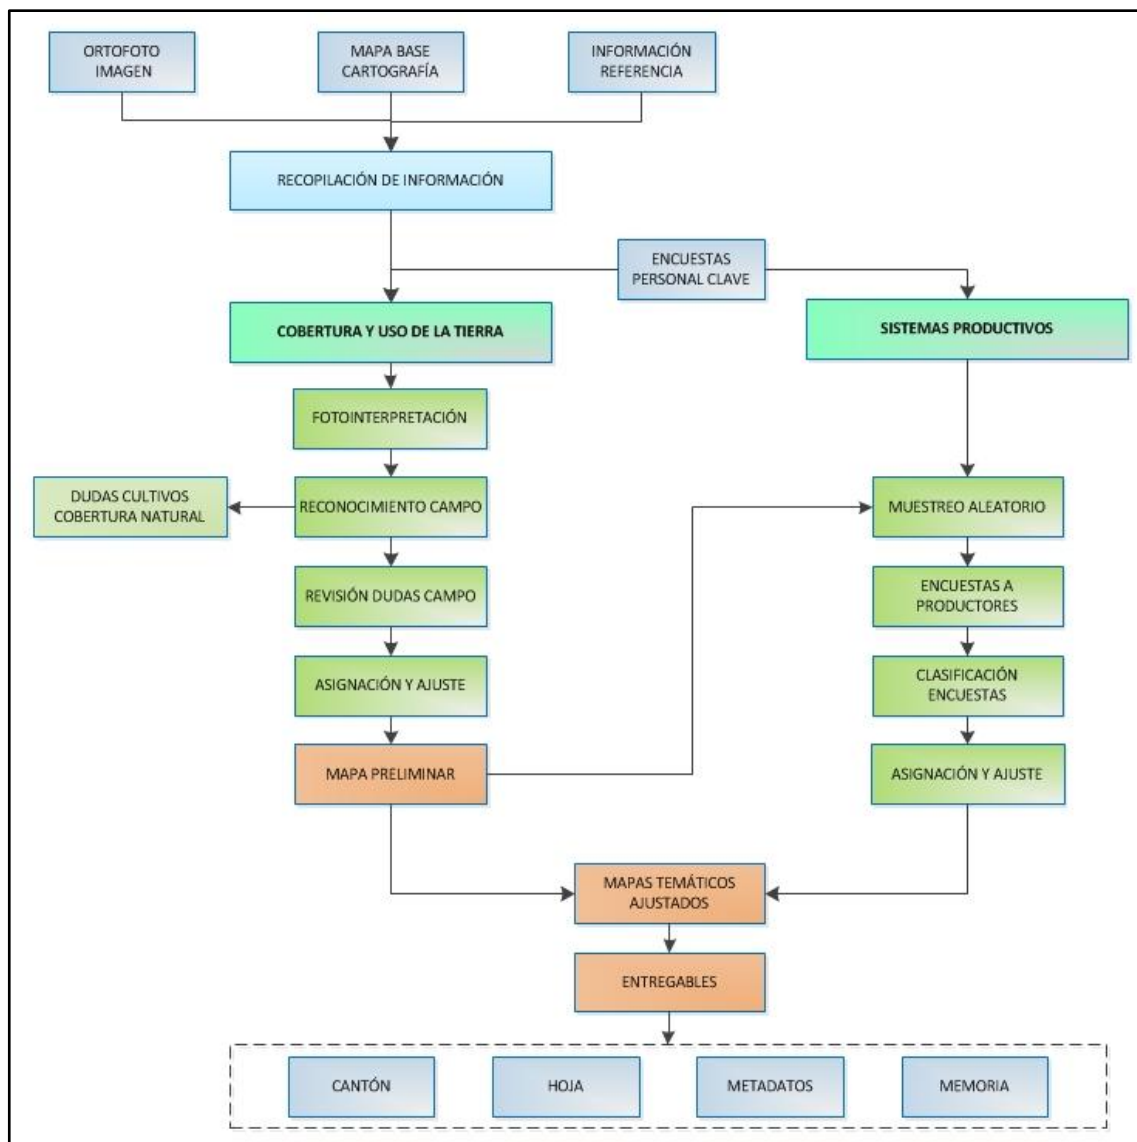 ORTOFOTO
IMAGEN
MAPA BASE
CARTOGRAFÍA
INFORMACIÓN
REFERENCIA
RECOPILACIÓN DE INFORMACIÓN
ENCUESTAS
PERSONAL CLAVE
COBERTURA Y USO DE LA TIERRA
SISTEMAS PRODUCTIVOS
FOTOINTERPRETACIÓN
DUDAS CULTIVOS
COBERTURA NATURAL
RECONOCIMIENTO CAMPO
MUESTREO ALEATORIO
REVISIÓN DUDAS CAMPO
ENCUESTAS A
PRODUCTORES
ASIGNACIÓN Y AJUSTE
CLASIFICACIÓN
ENCUESTAS
MAPA PRELIMINAR
ASIGNACIÓN Y AJUSTE
MAPAS TEMÁTICOS
AJUSTADOS
ENTREGABLES
CANTÓN
HOJA
METADATOS
MEMORIA